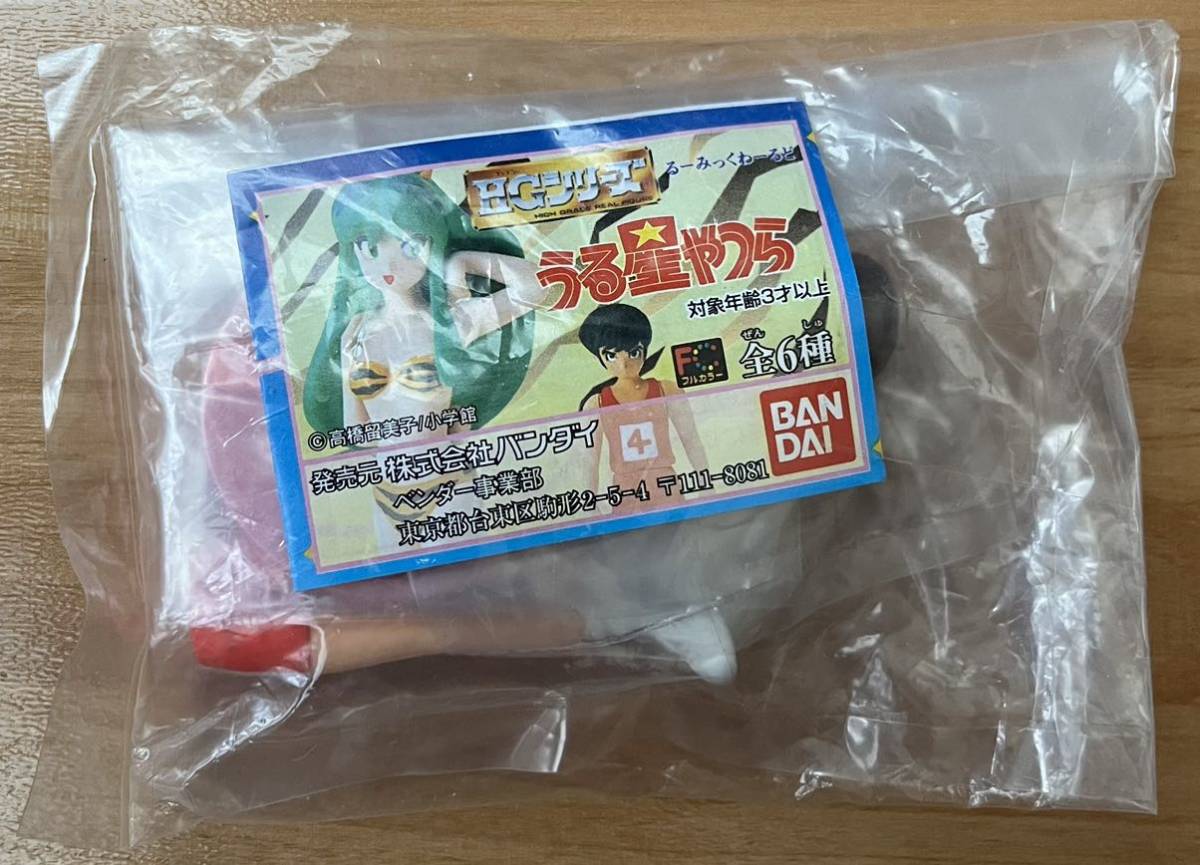 HGシリーズ
HIGH GRADE REAL FIGURE
るーみっくわーるど
うる星やつら
対象年齢3才以上
フルカラー
ぜん しゅ
全6種
4
©高橋留美子/小学館
発売元 株式会社バンダイ
ベンダー事業部
東京都台東区駒形2-5-4 〒111-8081
BAN
DAI